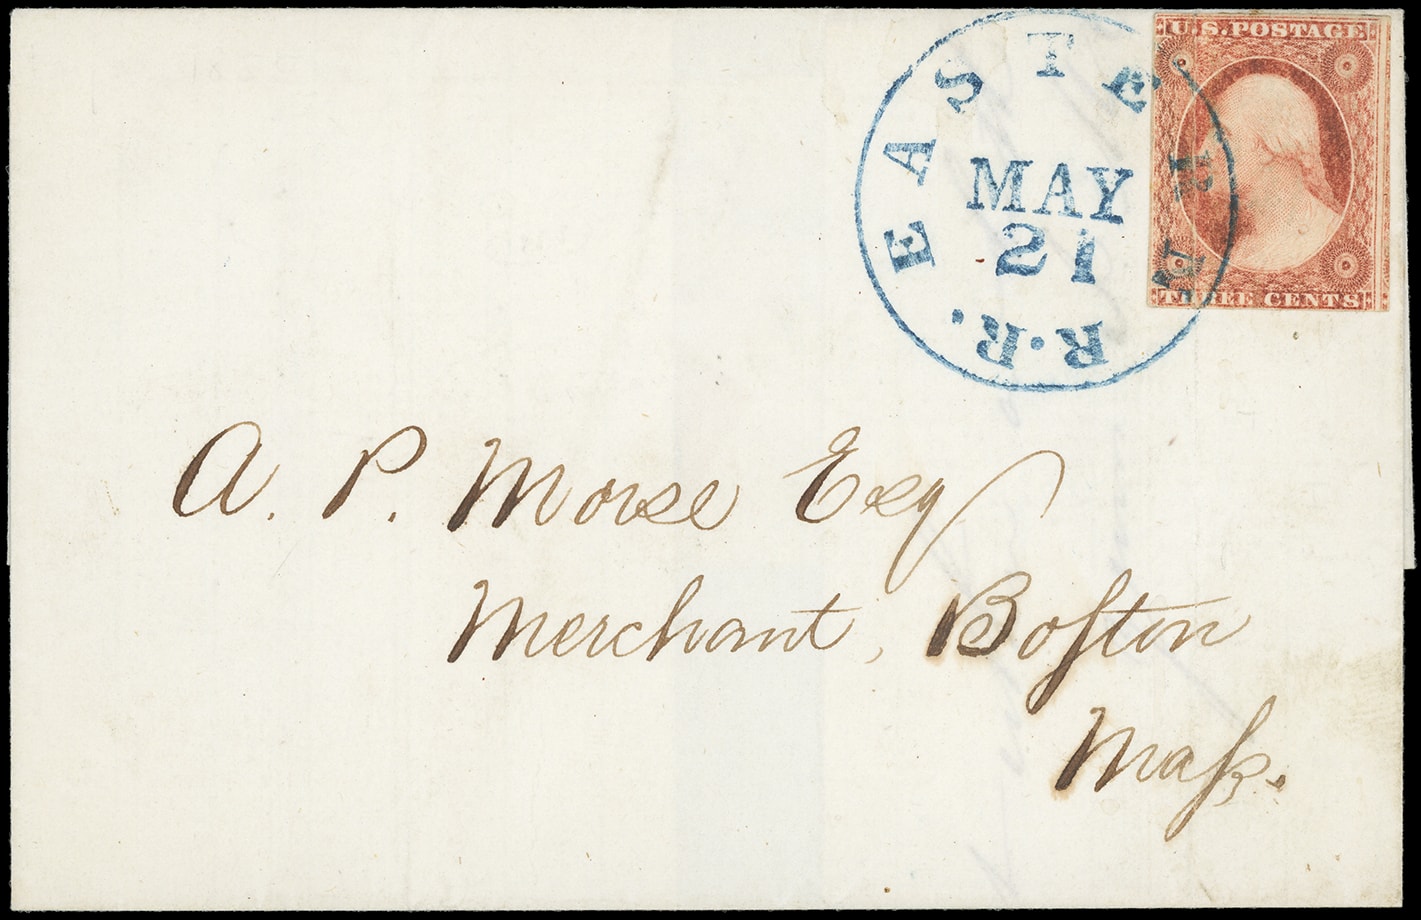 EASTERN R.R.
MAY
21
U.S. POSTAGE
THREE CENTS
A. P. Morse Esq
Merchant, Boſton
Maſs.